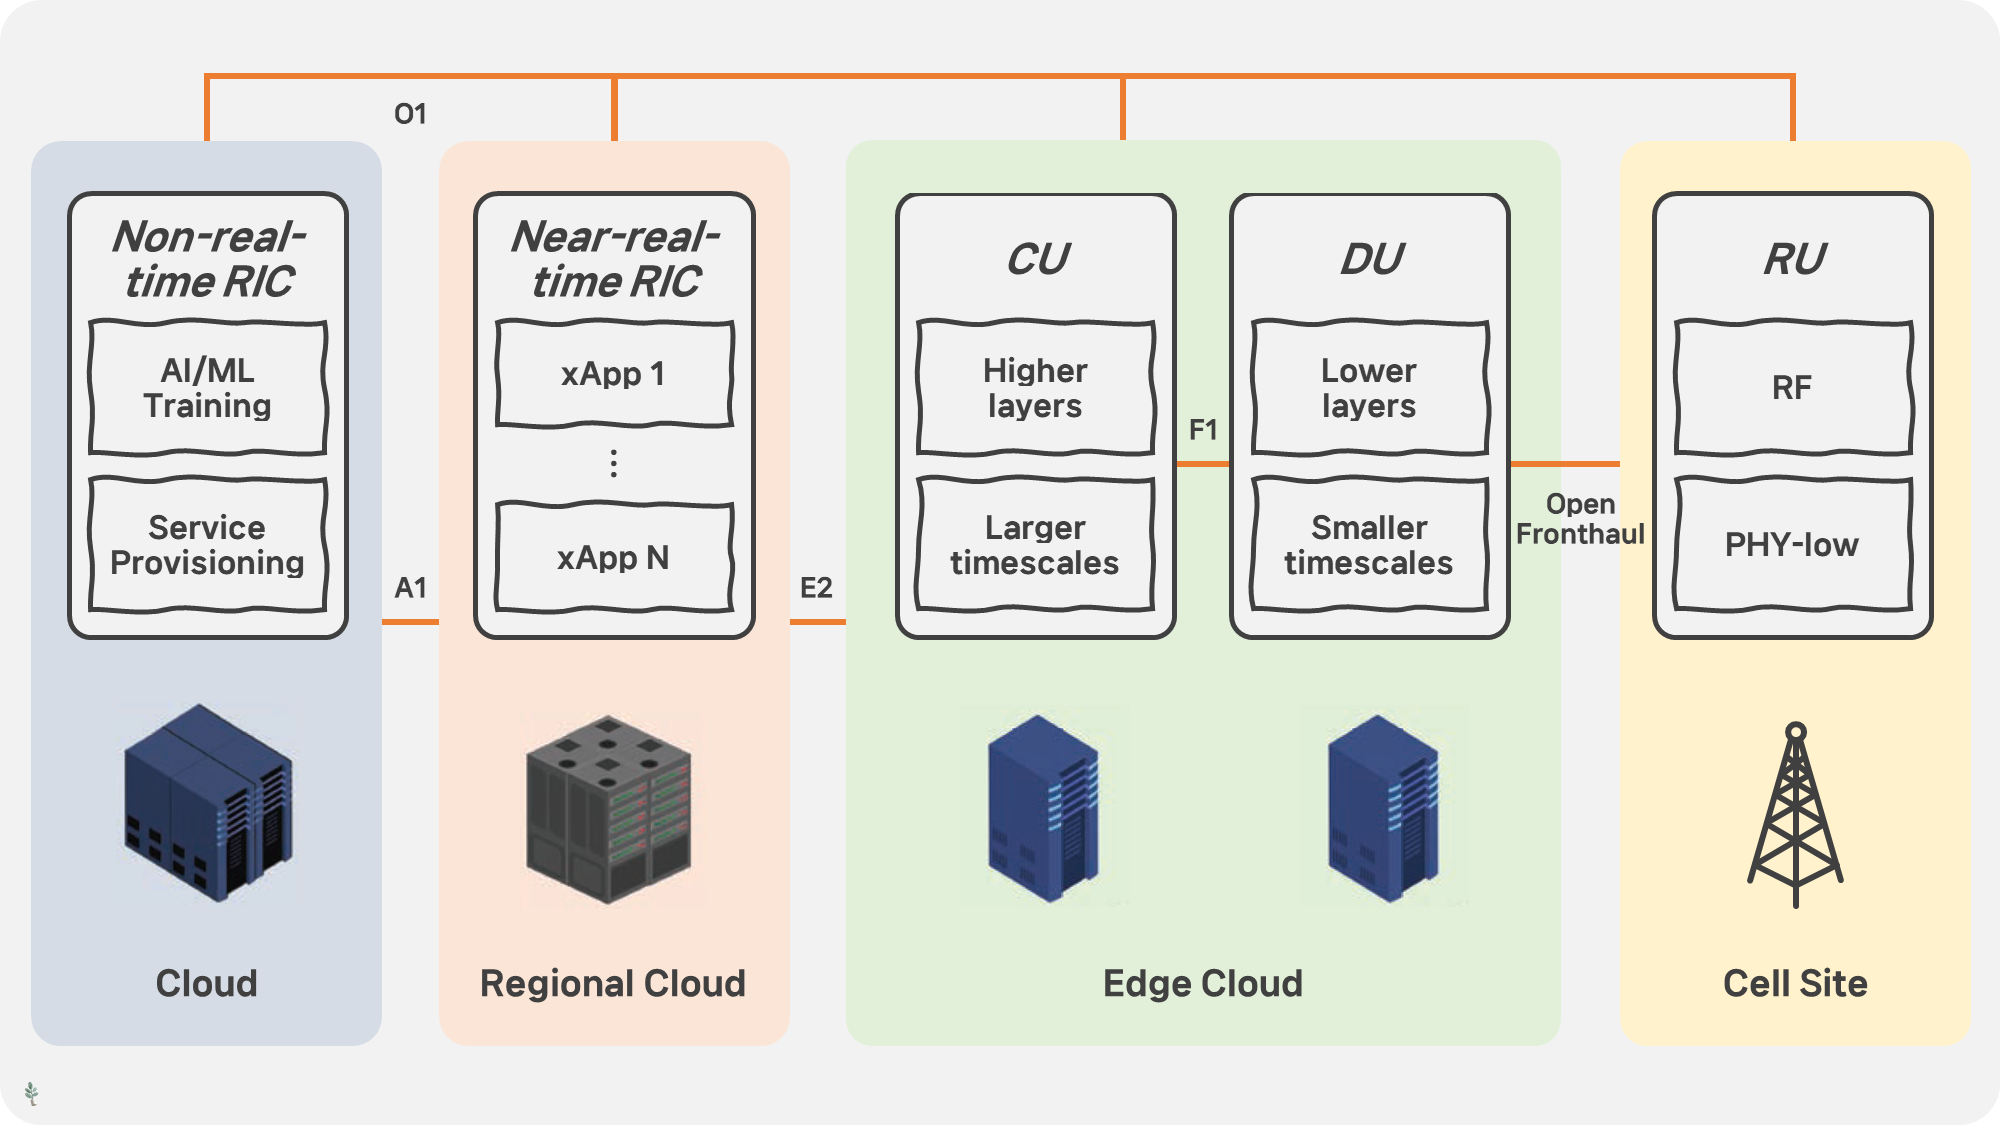 O1
Non-real-
time RIC
AI/ML
Training
Service
Provisioning
Cloud
A1
Near-real-
time RIC
xApp 1
⋮
xApp N
Regional Cloud
E2
CU
Higher
layers
Larger
timescales
F1
DU
Lower
layers
Smaller
timescales
Edge Cloud
Open
Fronthaul
RU
RF
PHY-low
Cell Site